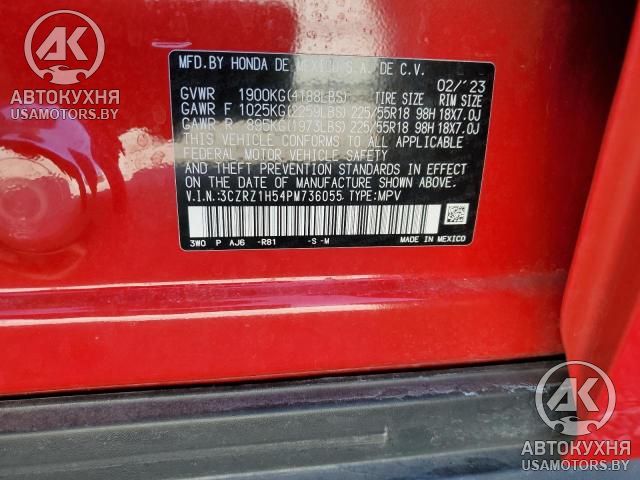 АК
АВТОКУХНЯ
USAMOTORS.BY
MFD.BY HONDA DE MEXICO S.A. DE C.V.
02/'23
GVWR 1900KG(4188LBS) TIRE SIZE RIM SIZE
GAWR F 1025KG(2259LBS) 225/55R18 98H 18X7.0J
GAWR R 895KG(1973LBS) 225/55R18 98H 18X7.0J
THIS VEHICLE CONFORMS TO ALL APPLICABLE
FEDERAL MOTOR VEHICLE SAFETY
AND THEFT PREVENTION STANDARDS IN EFFECT
ON THE DATE OF MANUFACTURE SHOWN ABOVE.
V.I.N.:3CZRZ1H54PM736055 TYPE:MPV
3W0 P AJ6 -R81 -S -M MADE IN MEXICO
АК
АВТОКУХНЯ
USAMOTORS.BY